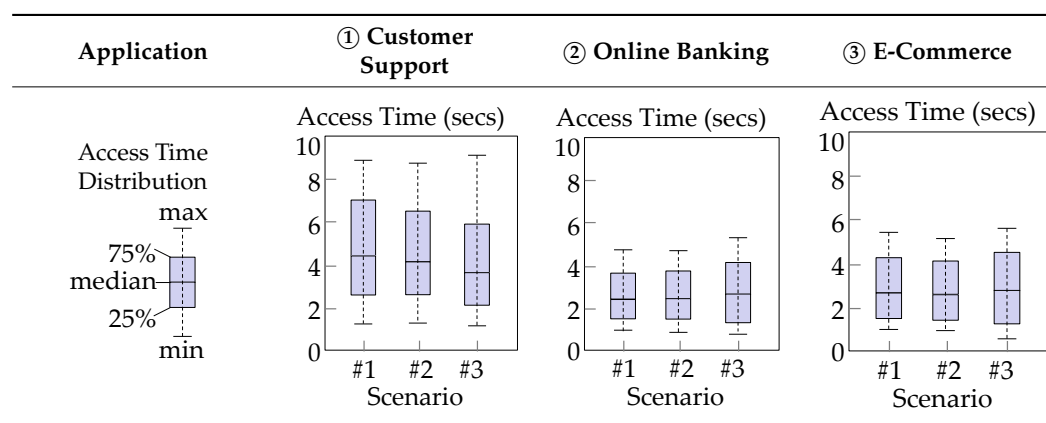 Application
① Customer
Support
② Online Banking
③ E-Commerce
Access Time
Distribution
max
75%
median
25%
min
Access Time (secs)
10
8
6
4
2
0
#1 #2 #3
Scenario
Access Time (secs)
10
8
6
4
2
0
#1 #2 #3
Scenario
Access Time (secs)
10
8
6
4
2
0
#1 #2 #3
Scenario